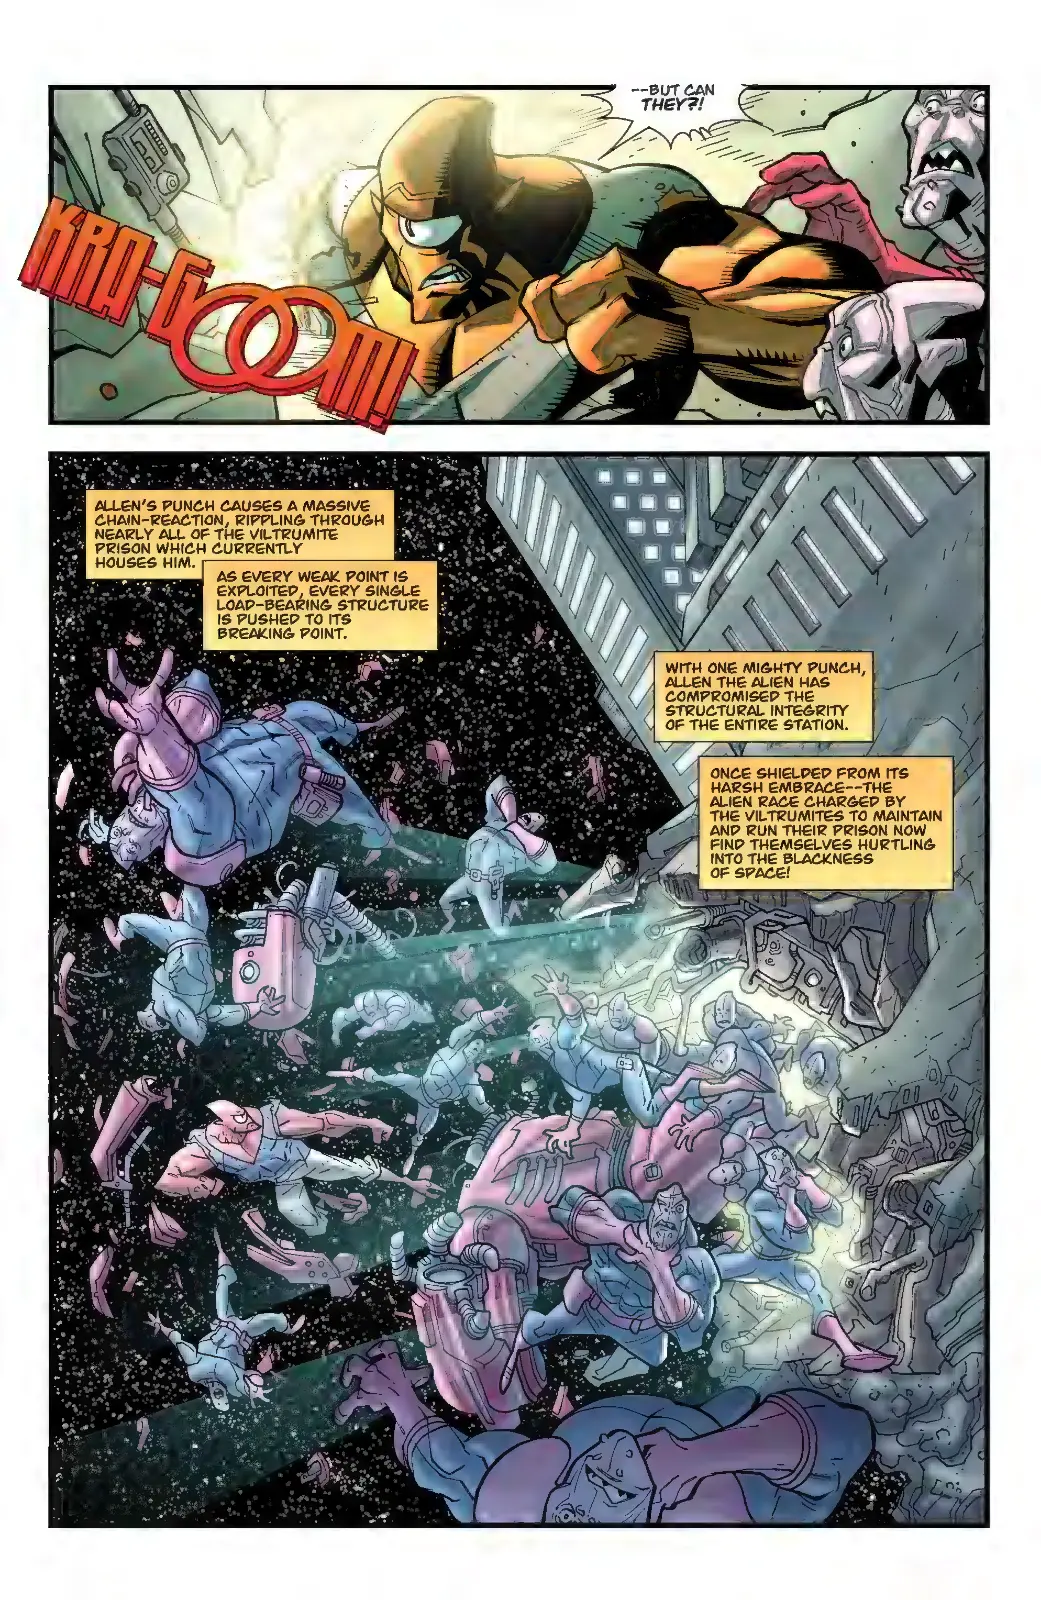 --BUT CAN
THEY?!
KRA-GOOOM!
ALLEN'S PUNCH CAUSES A MASSIVE
CHAIN-REACTION, RIPPLING THROUGH
NEARLY ALL OF THE VILTRUMITE
PRISON WHICH CURRENTLY
HOUSES HIM.
AS EVERY WEAK POINT IS
EXPLOITED, EVERY SINGLE
LOAD-BEARING STRUCTURE
IS PUSHED TO ITS
BREAKING POINT.
WITH ONE MIGHTY PUNCH,
ALLEN THE ALIEN HAS
COMPROMISED THE
STRUCTURAL INTEGRITY
OF THE ENTIRE STATION.
ONCE SHIELDED FROM ITS
HARSH EMBRACE--THE
ALIEN RACE CHARGED BY
THE VILTRUMITES TO MAINTAIN
AND RUN THEIR PRISON NOW
FIND THEMSELVES HURTLING
INTO THE BLACKNESS
OF SPACE!